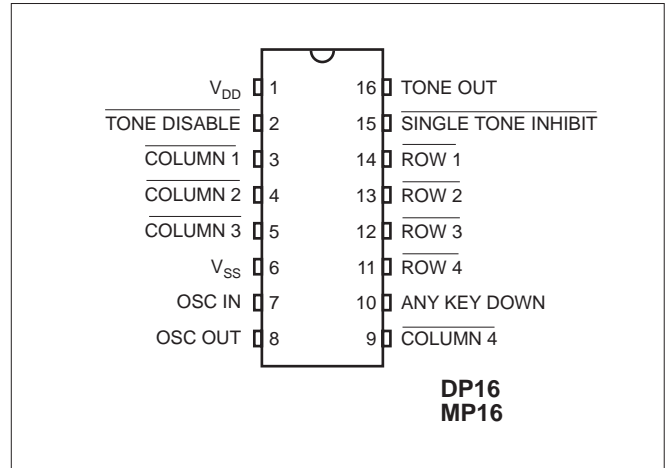 VDD 1 16 TONE OUT
TONE DISABLE 2 15 SINGLE TONE INHIBIT
COLUMN 1 3 14 ROW 1
COLUMN 2 4 13 ROW 2
COLUMN 3 5 12 ROW 3
VSS 6 11 ROW 4
OSC IN 7 10 ANY KEY DOWN
OSC OUT 8 9 COLUMN 4
DP16
MP16